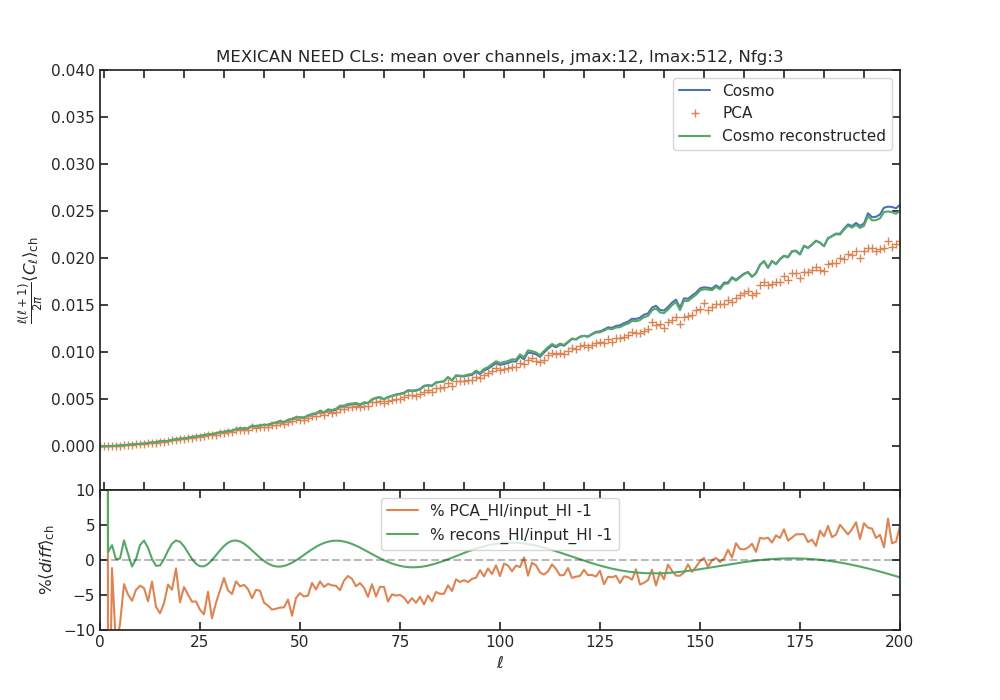 MEXICAN NEED CLs: mean over channels, jmax:12, lmax:512, Nfg:3
0.040
0.035
0.030
0.025
0.020
0.015
0.010
0.005
0.000
ℓ(ℓ + 1)/2π ⟨Cℓ⟩ch
Cosmo
PCA
Cosmo reconstructed
10
5
0
−5
−10
%(diff)ch
% PCA_HI/input_HI -1
% recons_HI/input_HI -1
0 25 50 75 100 125 150 175 200
ℓ